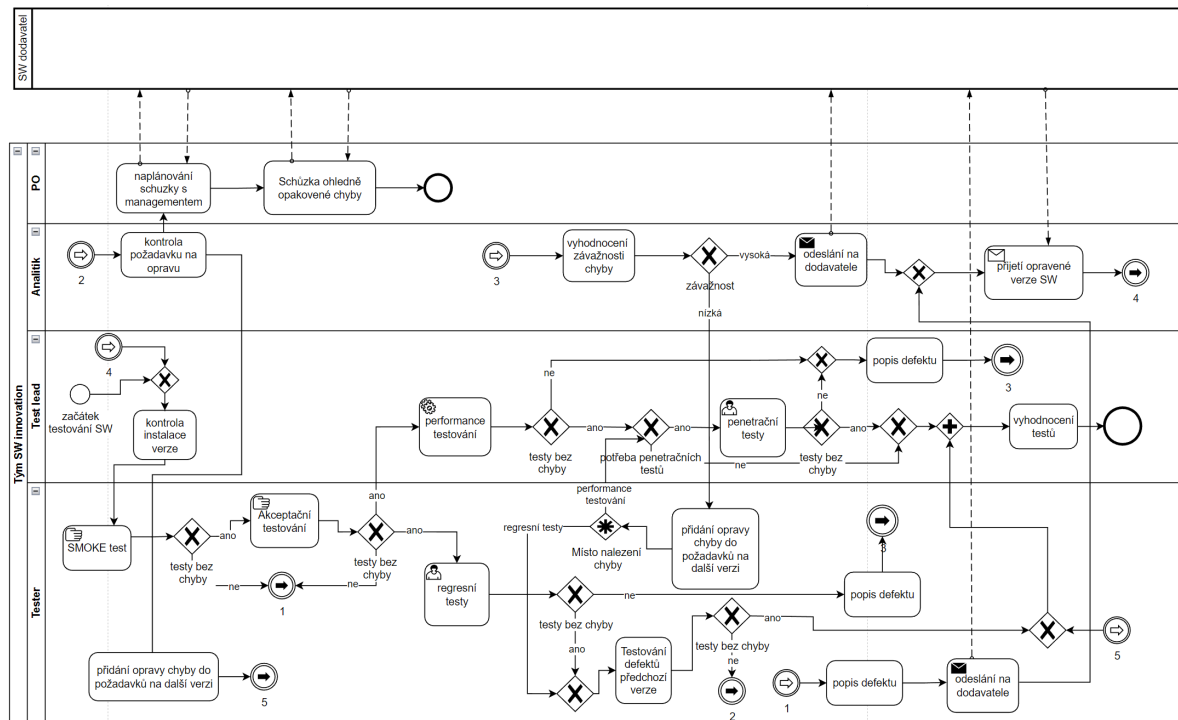 SW dodavatel
Tým SW innovation
PO
naplánování
schuzky s
managementem
Schůzka ohledně
opakované chyby
Analitik
2
kontrola
požadavku na
opravu
3
vyhodnocení
závažnosti
chyby
vysoká
závažnost
nízká
odeslání na
dodavatele
přijetí opravené
verze SW
4
Test lead
4
začátek
testování SW
kontrola
instalace
verze
performance
testování
ne
testy bez
chyby
ano
potřeba penetračních
testů
ano
penetrační
testy
ne
ne
testy bez
chyby
ano
popis defektu
3
vyhodnocení
testů
Tester
SMOKE test
testy bez
chyby
ano
ne
Akceptační
testování
1
ano
ano
testy bez
chyby
ne
regresní
testy
performance
testování
regresní testy
Místo nalezení
chyby
přidání opravy
chyby do
požadavků na
další verzi
testy bez chyby
ne
ano
popis defektu
3
Testování
defektů
předchozí
verze
ano
testy bez chyby
ne
2
1
popis defektu
odeslání na
dodavatele
5
přidání opravy chyby do
požadavků na další verzi
5